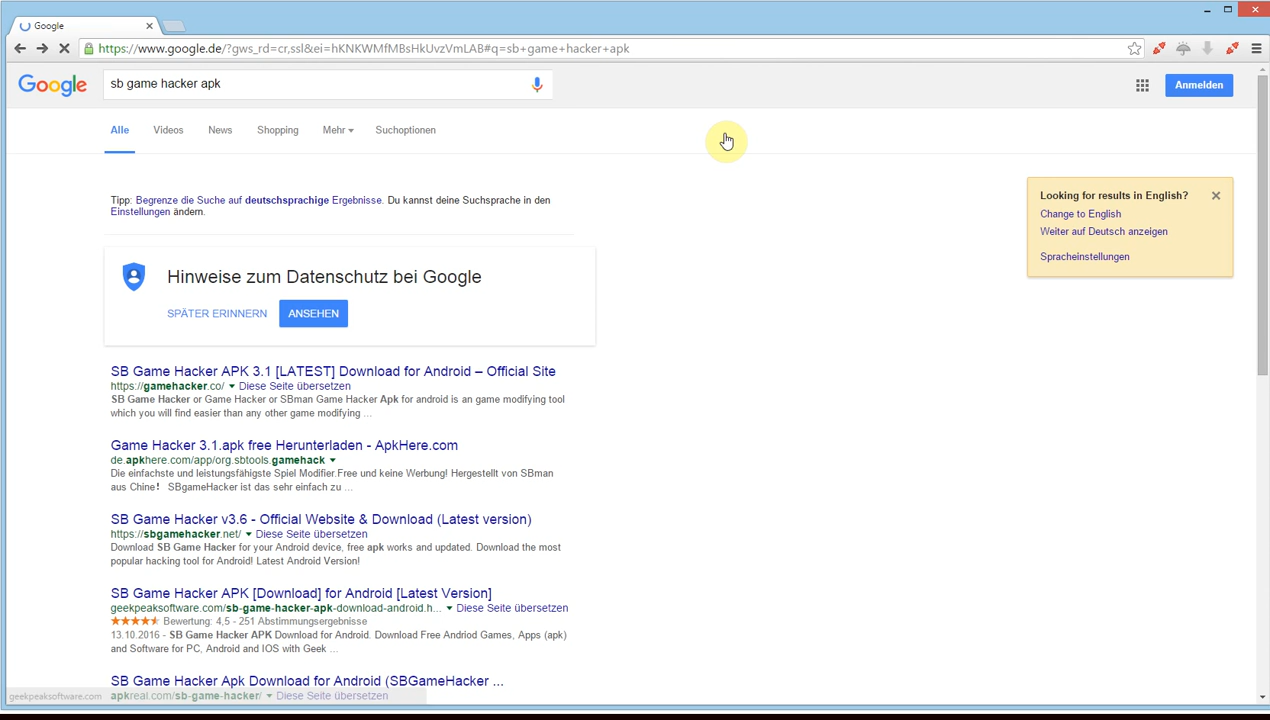 Google
https://www.google.de/?gws_rd=cr,ssl&ei=hKNKWMfMBsHkUvzVmLAB#q=sb+game+hacker+apk
Google
sb game hacker apk
Anmelden
Alle Videos News Shopping Mehr Suchoptionen
Tipp: Begrenze die Suche auf deutschsprachige Ergebnisse. Du kannst deine Suchsprache in den
Einstellungen ändern.
Looking for results in English?
Change to English
Weiter auf Deutsch anzeigen
Spracheinstellungen
Hinweise zum Datenschutz bei Google
SPÄTER ERINNERN ANSEHEN
SB Game Hacker APK 3.1 [LATEST] Download for Android – Official Site
https://gamehacker.co/ Diese Seite übersetzen
SB Game Hacker or Game Hacker or SBman Game Hacker Apk for android is an game modifying tool
which you will find easier than any other game modifying ...
Game Hacker 3.1.apk free Herunterladen - ApkHere.com
de.apkhere.com/app/org.sbtools.gamehack
Die einfachste und leistungsfähigste Spiel Modifier.Free und keine Werbung! Hergestellt von SBman
aus Chine！ SBgameHacker ist das sehr einfach zu ...
SB Game Hacker v3.6 - Official Website & Download (Latest version)
https://sbgamehacker.net/ Diese Seite übersetzen
Download SB Game Hacker for your Android device, free apk works and updated. Download the most
popular hacking tool for Android! Latest Android Version!
SB Game Hacker APK [Download] for Android [Latest Version]
geekpeaksoftware.com/sb-game-hacker-apk-download-android.h... Diese Seite übersetzen
Bewertung: 4,5 - 251 Abstimmungsergebnisse
13.10.2016 - SB Game Hacker APK Download for Android. Download Free Andriod Games, Apps (apk)
and Software for PC, Android and IOS with Geek ...
SB Game Hacker Apk Download for Android (SBGameHacker ...
apkreal.com/sb-game-hacker/ Diese Seite übersetzen
geekpeaksoftware.com